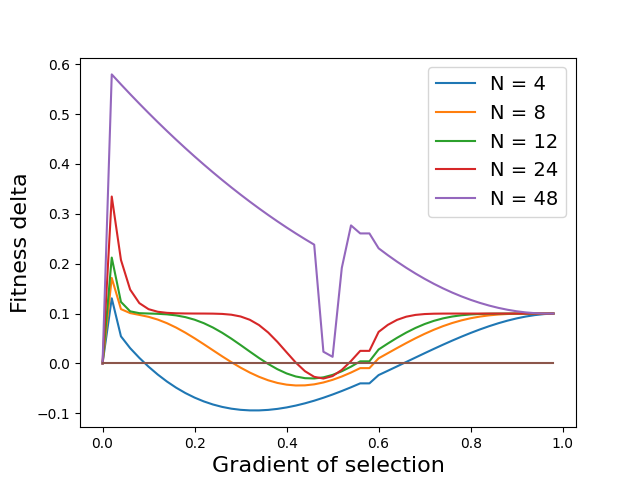 0.6
0.5
0.4
0.3
0.2
0.1
0.0
−0.1
Fitness delta
N = 4
N = 8
N = 12
N = 24
N = 48
0.0 0.2 0.4 0.6 0.8 1.0
Gradient of selection